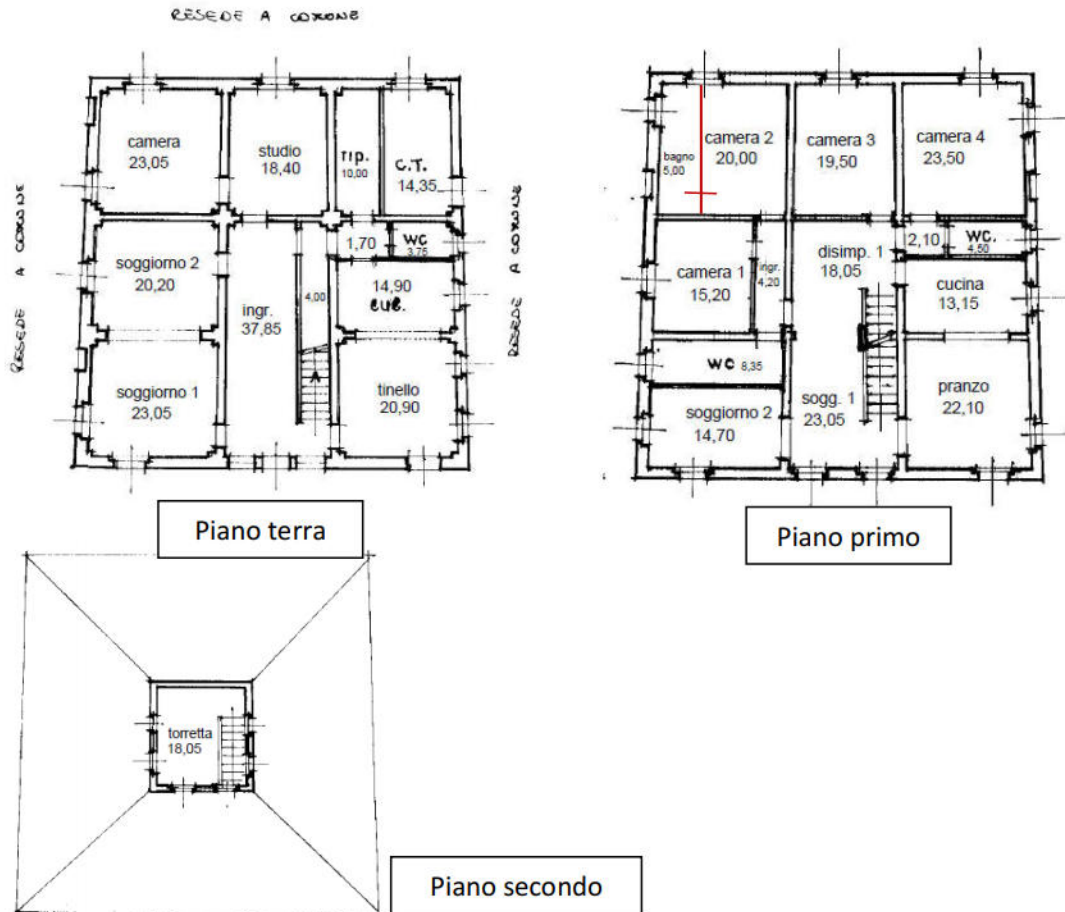 RESEDE A COMUNE
RESEDE A COMUNE
RESEDE A COMUNE
camera
23,05
studio
18,40
rip.
10,00
C.T.
14,35
soggiorno 2
20,20
ingr.
37,85
4,00
1,70
WC
3,75
14,90
cuc.
soggiorno 1
23,05
A
tinello
20,90
Piano terra
bagno
5,00
camera 2
20,00
camera 3
19,50
camera 4
23,50
camera 1
15,20
ingr.
4,20
disimp. 1
18,05
2,10
WC.
4,50
cucina
13,15
WC 8,35
soggiorno 2
14,70
sogg. 1
23,05
pranzo
22,10
Piano primo
torretta
18,05
Piano secondo